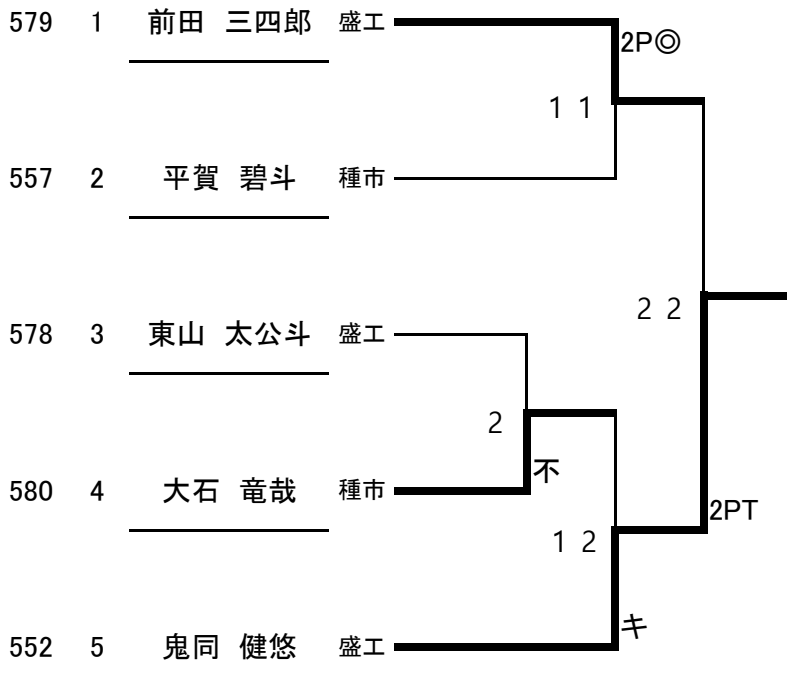 579 1 前田 三四郎 盛工
2P◎
1 1
557 2 平賀 碧斗 種市
2 2
578 3 東山 太公斗 盛工
2
不
580 4 大石 竜哉 種市
2PT
1 2
キ
552 5 鬼同 健悠 盛工